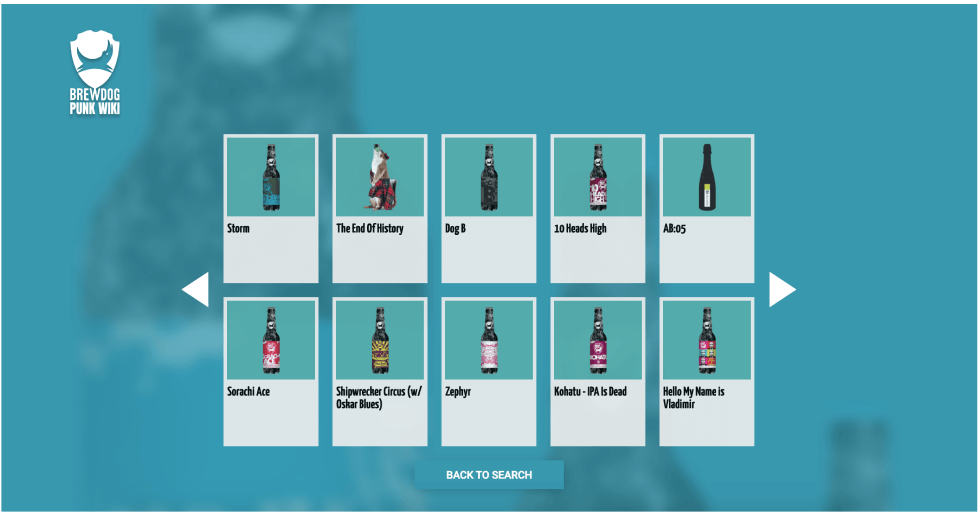 BREWDOG
PUNK WIKI
Storm
The End Of History
Dog B
10 Heads High
AB:05
Sorachi Ace
Shipwrecker Circus (w/
Oskar Blues)
Zephyr
Kohatu - IPA Is Dead
Hello My Name is
Vladimir
BACK TO SEARCH